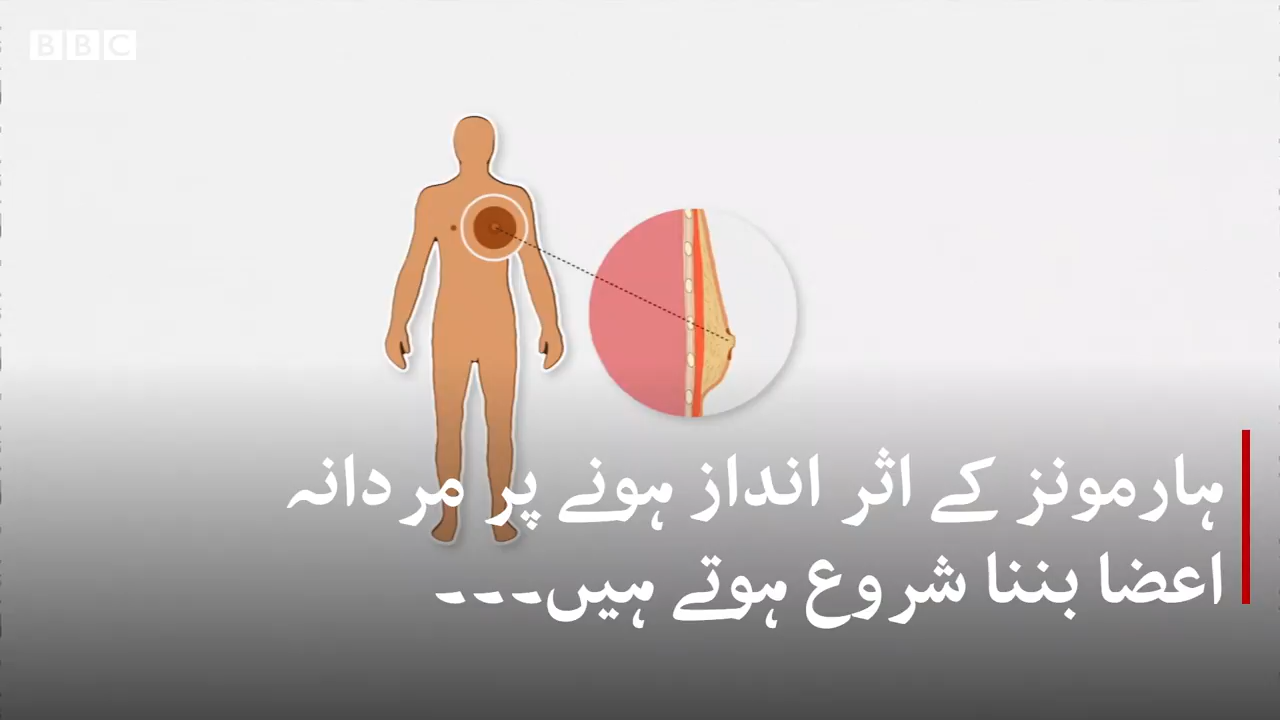 BBC
ہارمونز کے اثر انداز ہونے پر مردانہ
اعضا بننا شروع ہوتے ہیں۔۔۔